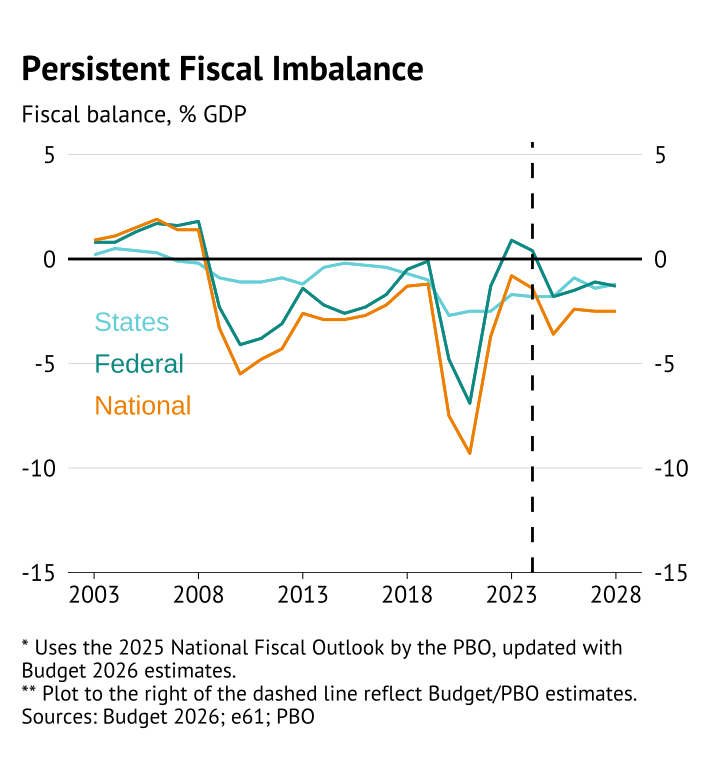 Persistent Fiscal Imbalance
Fiscal balance, % GDP
5 5
0 0
States
Federal
-5 -5
National
-10 -10
-15 -15
2003 2008 2013 2018 2023 2028
* Uses the 2025 National Fiscal Outlook by the PBO, updated with
Budget 2026 estimates.
** Plot to the right of the dashed line reflect Budget/PBO estimates.
Sources: Budget 2026; e61; PBO